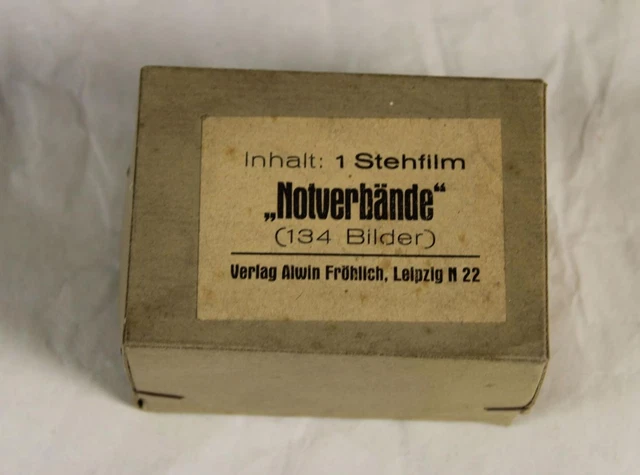 Inhalt: 1 Stehfilm
„Notverbände“
(134 Bilder)
Verlag Alwin Fröhlich, Leipzig N 22